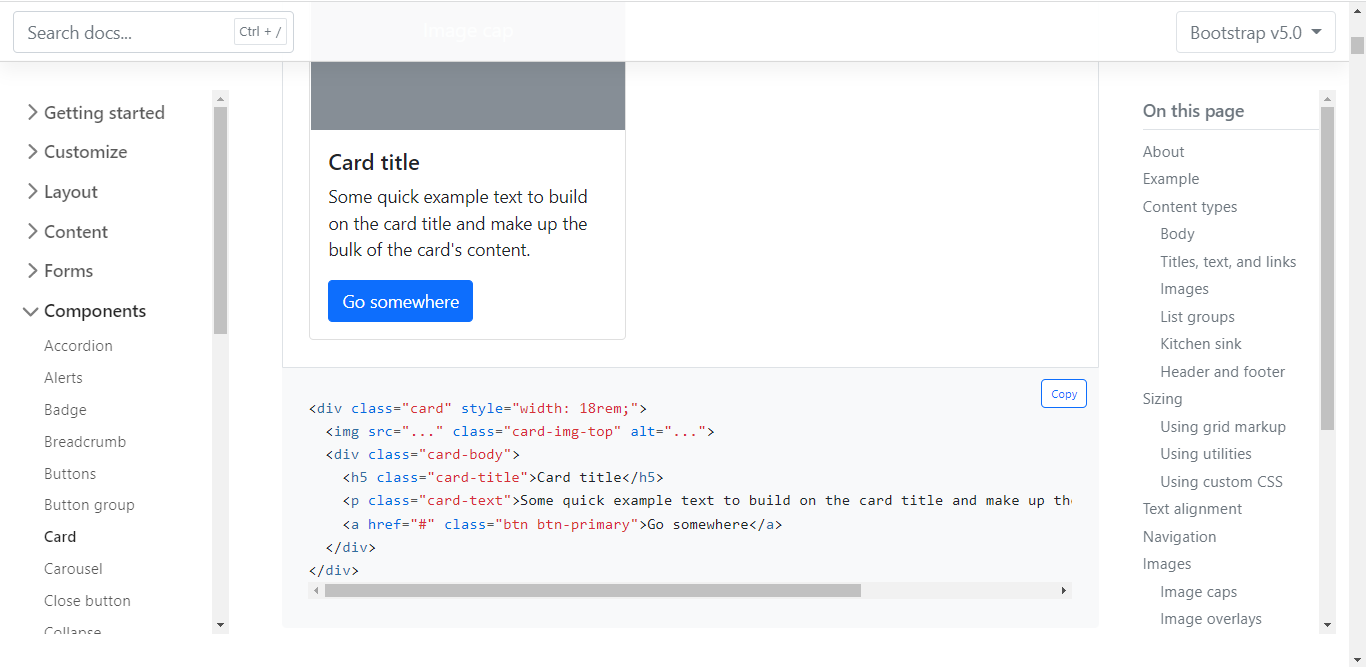 Search docs...
Ctrl + /
Image cap
Bootstrap v5.0
Getting started
Customize
Layout
Content
Forms
Components
Accordion
Alerts
Badge
Breadcrumb
Buttons
Button group
Card
Carousel
Close button
Collapse
Card title
Some quick example text to build
on the card title and make up the
bulk of the card's content.
Go somewhere
Copy
<div class="card" style="width: 18rem;">
<img src="..." class="card-img-top" alt="...">
<div class="card-body">
<h5 class="card-title">Card title</h5>
<p class="card-text">Some quick example text to build on the card title and make up the
<a href="#" class="btn btn-primary">Go somewhere</a>
</div>
</div>
On this page
About
Example
Content types
Body
Titles, text, and links
Images
List groups
Kitchen sink
Header and footer
Sizing
Using grid markup
Using utilities
Using custom CSS
Text alignment
Navigation
Images
Image caps
Image overlays